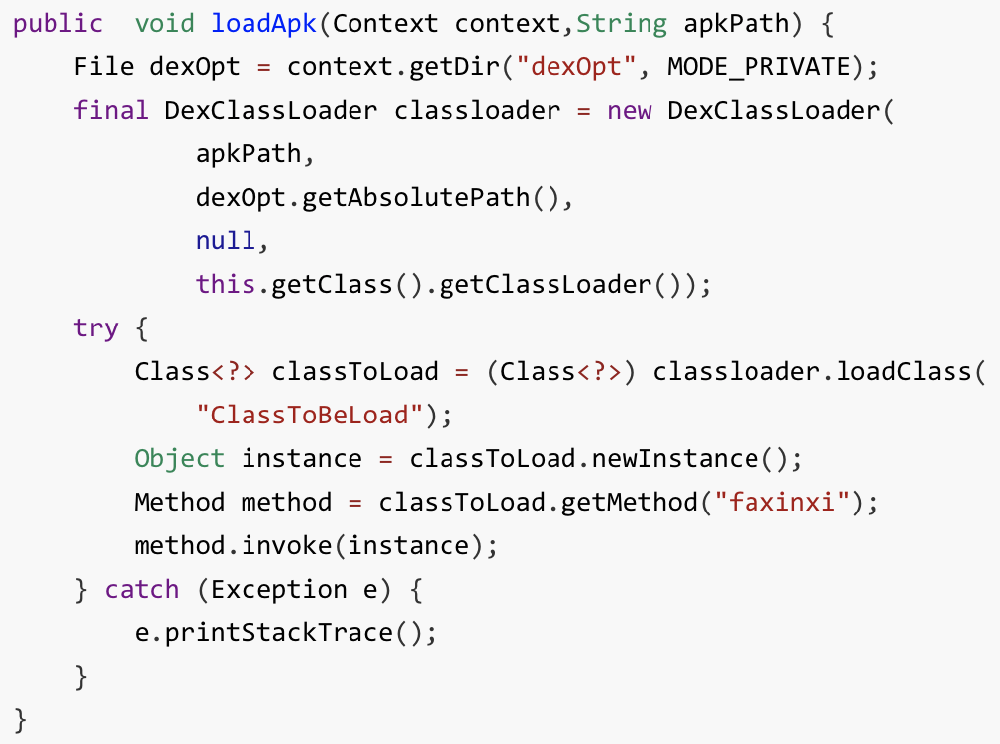 public  void loadApk(Context context,String apkPath) {
    File dexOpt = context.getDir("dexOpt", MODE_PRIVATE);
    final DexClassLoader classloader = new DexClassLoader(
            apkPath,
            dexOpt.getAbsolutePath(),
            null,
            this.getClass().getClassLoader());
    try {
        Class<?> classToLoad = (Class<?>) classloader.loadClass(
            "ClassToBeLoad");
        Object instance = classToLoad.newInstance();
        Method method = classToLoad.getMethod("faxinxi");
        method.invoke(instance);
    } catch (Exception e) {
        e.printStackTrace();
    }
}